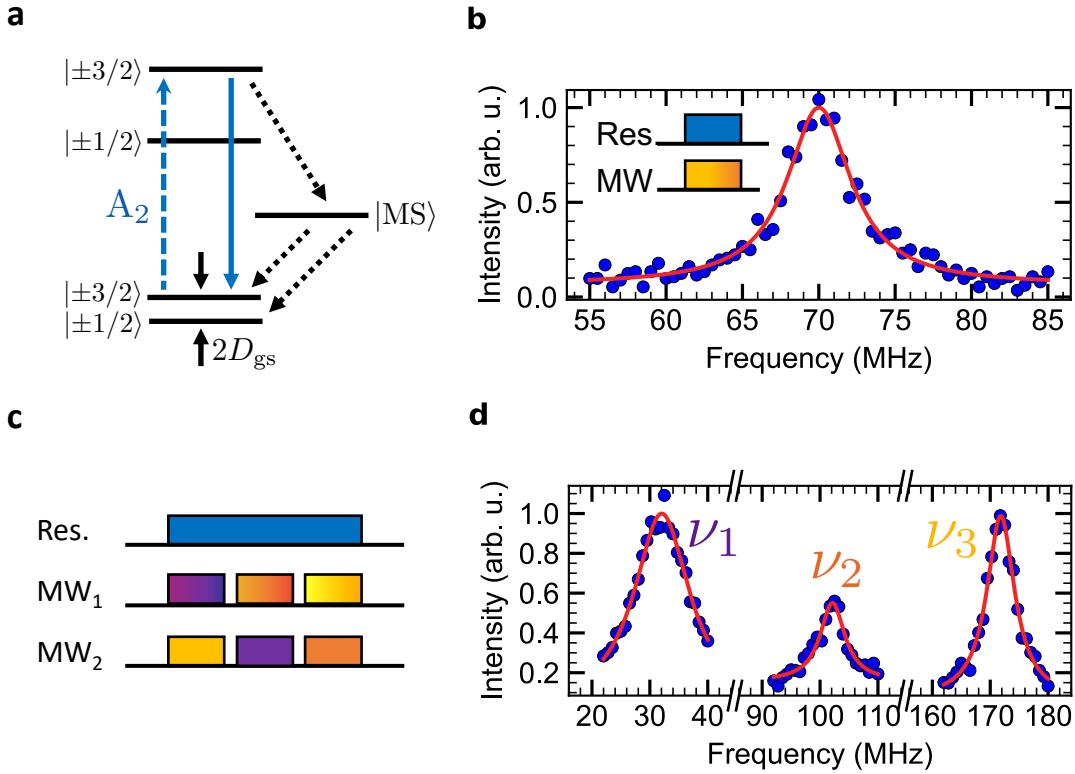 a
|±3/2⟩
|±1/2⟩
A₂
|MS⟩
|±3/2⟩
|±1/2⟩
2D_gs
b
Intensity (arb. u.)
1.0
0.5
0.0
Res.
MW
55 60 65 70 75 80 85
Frequency (MHz)
c
Res.
MW₁
MW₂
d
Intensity (arb. u.)
1.0
0.8
0.6
0.4
0.2
ν₁
ν₂
ν₃
20 30 40 90 100 110 160 170 180
Frequency (MHz)